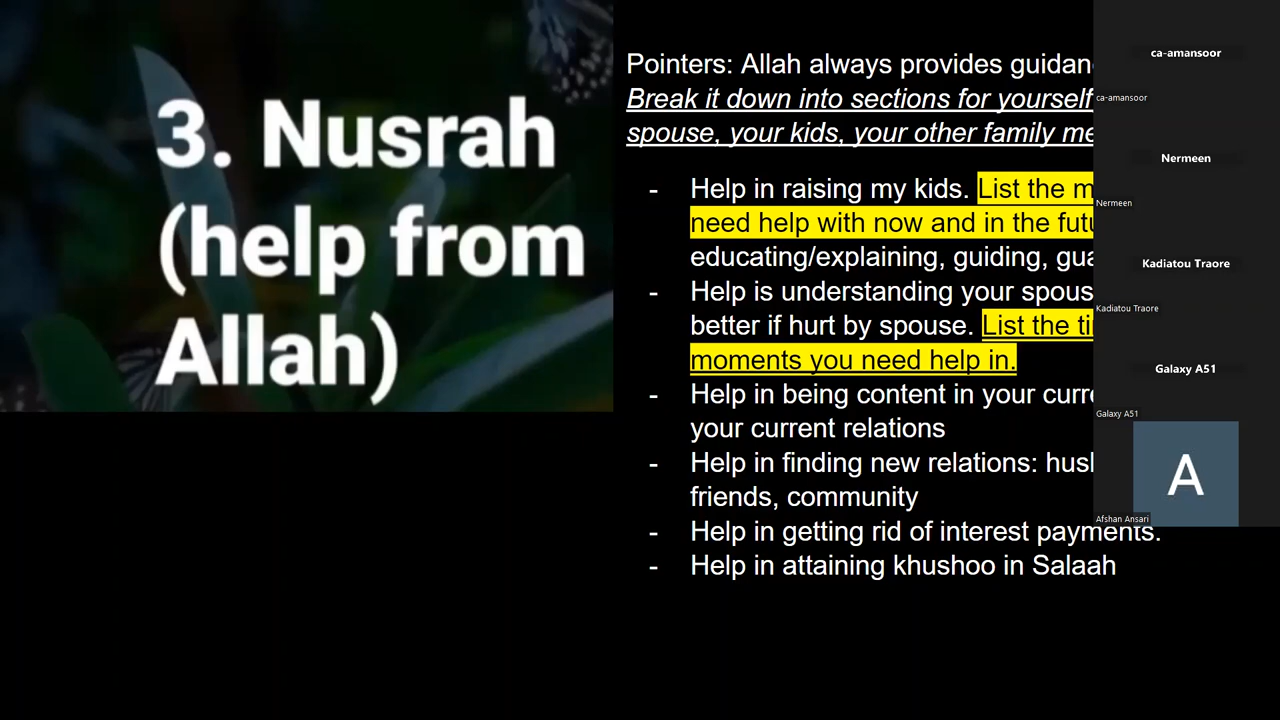 3. Nusrah
(help from
Allah)
Pointers: Allah always provides guidan
Break it down into sections for yourself
spouse, your kids, your other family me
- Help in raising my kids. List the m
need help with now and in the futu
educating/explaining, guiding, gua
- Help is understanding your spous
better if hurt by spouse. List the ti
moments you need help in.
- Help in being content in your curre
your current relations
- Help in finding new relations: hus
friends, community
- Help in getting rid of interest payments.
- Help in attaining khushoo in Salaah
ca-amansoor
ca-amansoor
Nermeen
Nermeen
Kadiatou Traore
Kadiatou Traore
Galaxy A51
Galaxy A51
A
Afshan Ansari